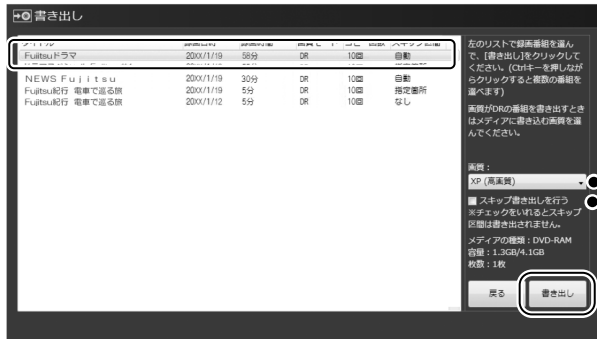 書き出し
Fujitsuドラマ 20XX/1/19 58分 DR 10回 自動
NEWS Fujitsu 20XX/1/19 30分 DR 10回 自動
Fujitsu紀行 電車で巡る旅 20XX/1/19 5分 DR 10回 指定箇所
Fujitsu紀行 電車で巡る旅 20XX/1/12 5分 DR 10回 なし
左のリストで録画番組を選ん
で、[書き出し]をクリックして
ください。(Ctrlキーを押しなが
らクリックすると複数の番組を
選べます)
画質がDRの番組を書き出すとき
はメディアに書き込む画質を選
んでください。
画質：
XP (高画質)
スキップ書き出しを行う
※チェックをいれるとスキップ
区間は書き出されません。
メディアの種類：DVD-RAM
容量：1.3GB/4.1GB
枚数：1枚
戻る
書き出し